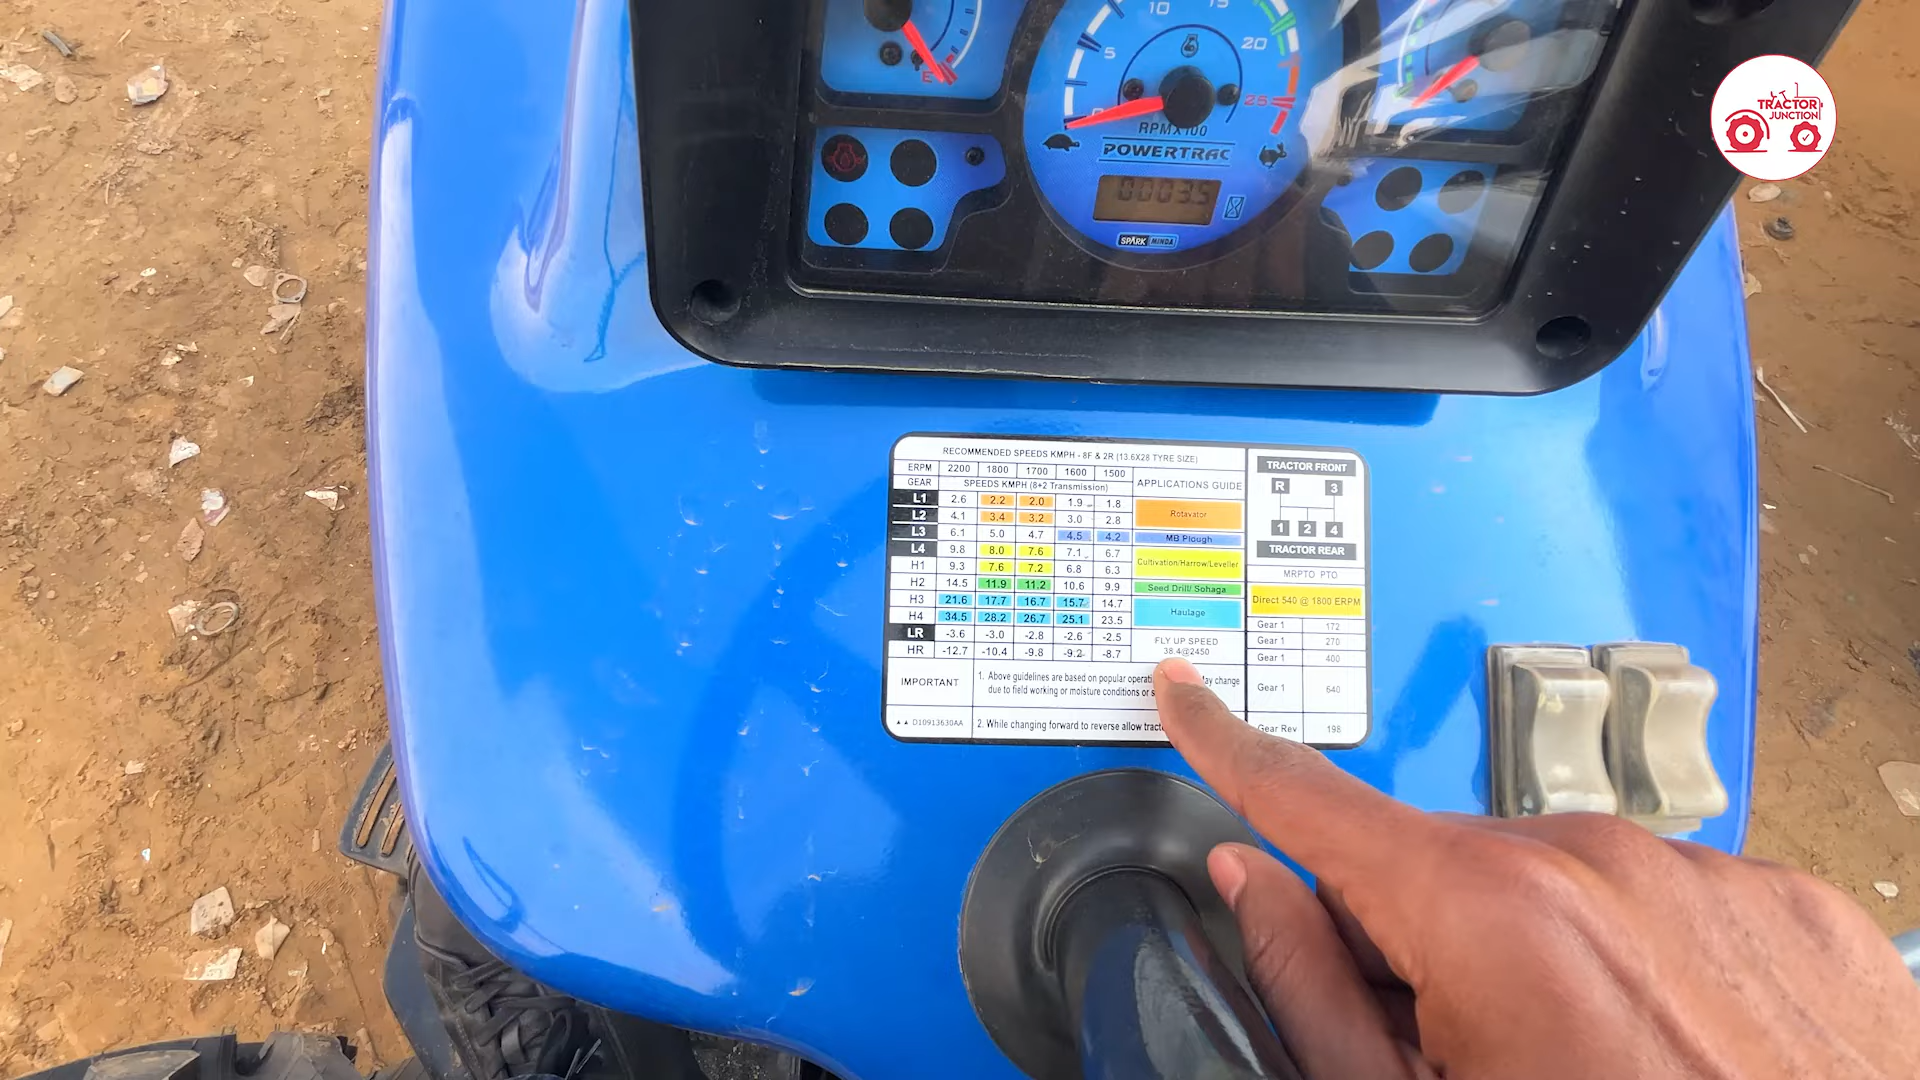 10 15
5 20
0 25
E
RPMX100
POWERTRAC
00003.5
SPARK MINDA
TRACTOR
JUNCTION
RECOMMENDED SPEEDS KMPH - 8F & 2R (13.6X28 TYRE SIZE)
ERPM 2200 1800 1700 1600 1500
GEAR SPEEDS KMPH (8+2 Transmission) APPLICATIONS GUIDE
L1 2.6 2.2 2.0 1.9 1.8
L2 4.1 3.4 3.2 3.0 2.8 Rotavator
L3 6.1 5.0 4.7 4.5 4.2 MB Plough
L4 9.8 8.0 7.6 7.1 6.7
H1 9.3 7.6 7.2 6.8 6.3 Cultivation/Harrow/Leveller
H2 14.5 11.9 11.2 10.6 9.9 Seed Drill/ Sohaga
H3 21.6 17.7 16.7 15.7 14.7
H4 34.5 28.2 26.7 25.1 23.5 Haulage
LR -3.6 -3.0 -2.8 -2.6 -2.5 FLY UP SPEED
HR -12.7 -10.4 -9.8 -9.2 -8.7 38.4@2450
IMPORTANT
1. Above guidelines are based on popular change
due to field working or moisture conditions or
▲▲ D10913630AA
2. While changing forward to reverse allow
TRACTOR FRONT
R 3
1 2 4
TRACTOR REAR
MRPTO PTO
Direct 540 @ 1800 ERPM
Gear 1 172
Gear 1 270
Gear 1 400
Gear 1 640
Gear Rev 198